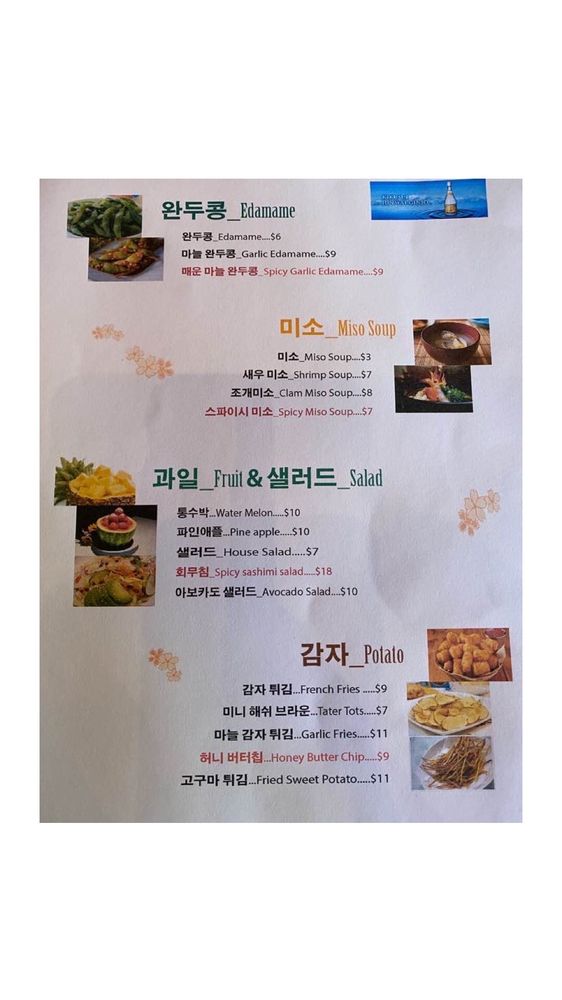 완두콩_Edamame
완두콩_Edamame....$6
마늘 완두콩_Garlic Edamame....$9
매운 마늘 완두콩_Spicy Garlic Edamame....$9
미소_Miso Soup
미소_Miso Soup....$3
새우 미소_Shrimp Soup....$7
조개미소_Clam Miso Soup....$8
스파이시 미소_Spicy Miso Soup....$7
과일_Fruit & 샐러드_Salad
통수박...Water Melon.....$10
파인애플...Pine apple.....$10
샐러드_House Salad.....$7
회무침_Spicy sashimi salad.....$18
아보카도 샐러드_Avocado Salad....$10
감자_Potato
감자 튀김...French Fries .....$9
미니 해쉬 브라운...Tater Tots.....$7
마늘 감자 튀김...Garlic Fries.....$11
허니 버터칩...Honey Butter Chip.....$9
고구마 튀김...Fried Sweet Potato.....$11